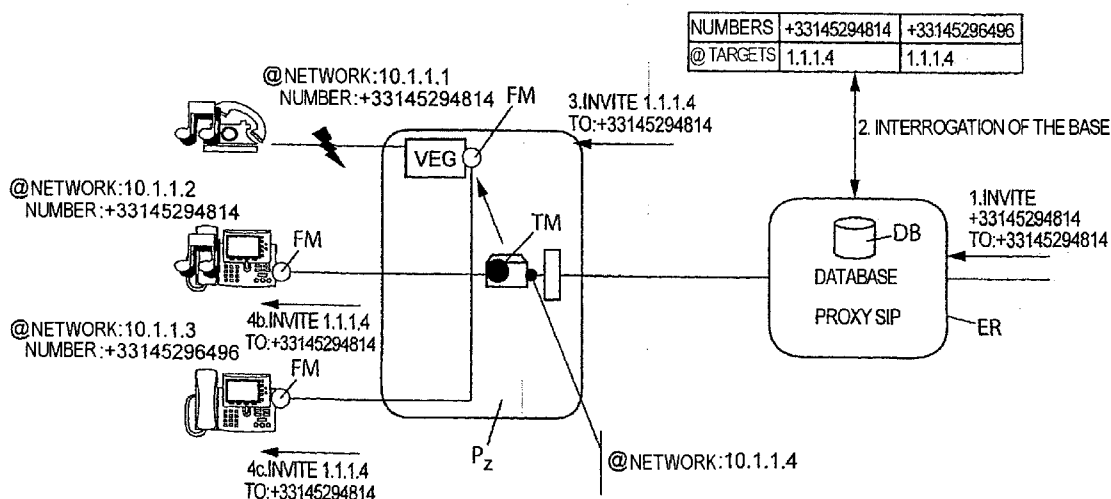 NUMBERS +33145294814 +33145296496
@ TARGETS 1.1.1.4 1.1.1.4
@NETWORK:10.1.1.1
NUMBER:+33145294814
FM
3.INVITE 1.1.1.4
TO:+33145294814
2. INTERROGATION OF THE BASE
VEG
@NETWORK:10.1.1.2
NUMBER:+33145294814
FM
TM
1.INVITE
+33145294814
TO:+33145294814
DB
DATABASE
PROXY SIP
ER
4b.INVITE 1.1.1.4
TO:+33145294814
@NETWORK:10.1.1.3
NUMBER:+33145296496
FM
Pz
@NETWORK:10.1.1.4
4c.INVITE 1.1.1.4
TO:+33145294814